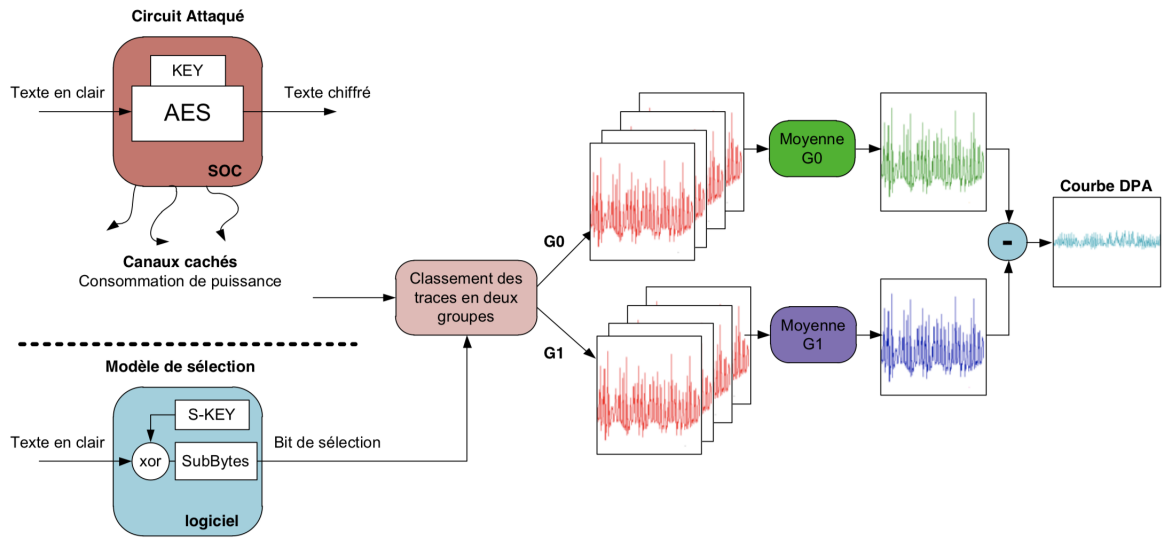 Circuit Attaqué
KEY
Texte en clair
AES
Texte chiffré
SOC
Canaux cachés
Consommation de puissance
Modèle de sélection
S-KEY
Texte en clair
xor
SubBytes
Bit de sélection
logiciel
Classement des
traces en deux
groupes
G0
G1
Moyenne
G0
Moyenne
G1
-
Courbe DPA